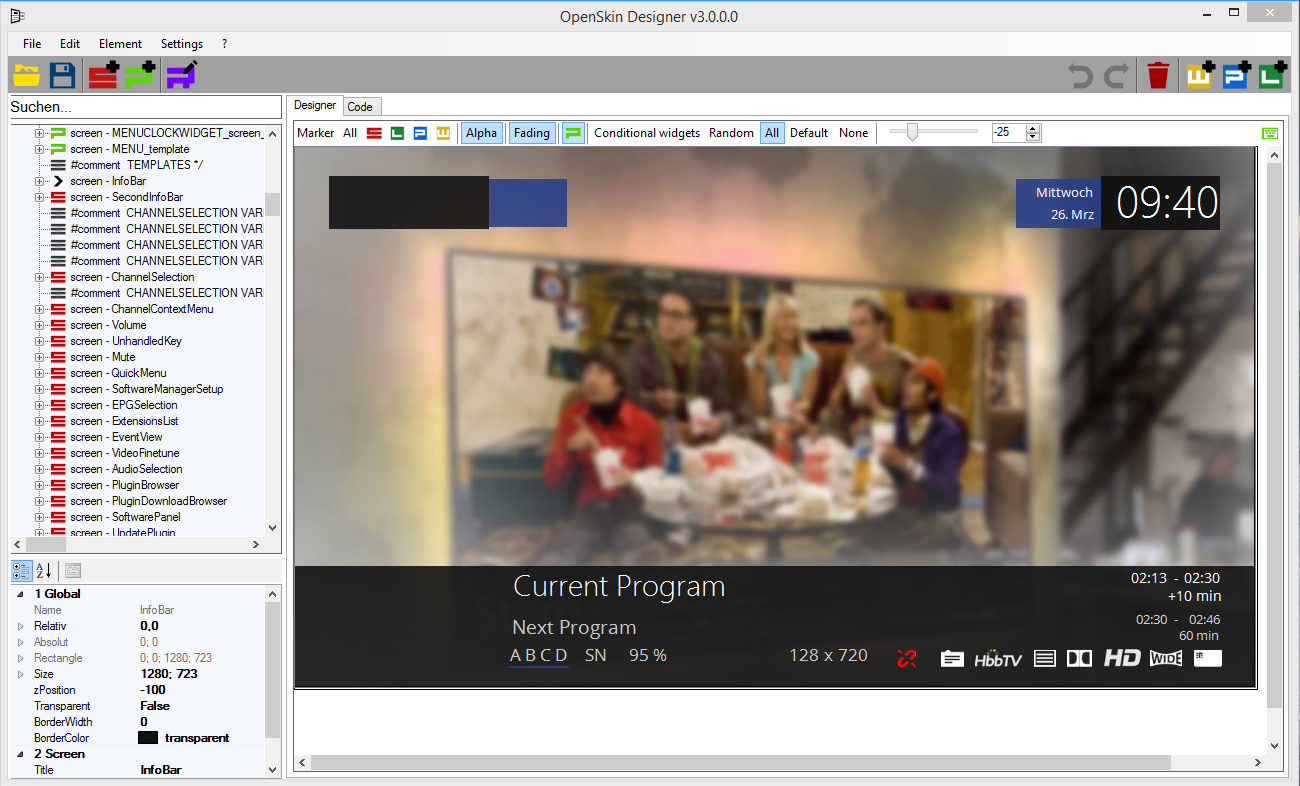 OpenSkin Designer v3.0.0.0
File Edit Element Settings ?
Suchen...
screen - MENUCLOCKWIDGET_screen_
screen - MENU_template
#comment TEMPLATES */
screen - InfoBar
screen - SecondInfoBar
#comment CHANNELSELECTION VARI
#comment CHANNELSELECTION VARI
#comment CHANNELSELECTION VARI
#comment CHANNELSELECTION VARI
screen - ChannelSelection
#comment CHANNELSELECTION VARI
screen - ChannelContextMenu
screen - Volume
screen - UnhandledKey
screen - Mute
screen - QuickMenu
screen - SoftwareManagerSetup
screen - EPGSelection
screen - ExtensionsList
screen - EventView
screen - VideoFinetune
screen - AudioSelection
screen - PluginBrowser
screen - PluginDownloadBrowser
screen - SoftwarePanel
screen - UpdatePlugin
1 Global
Name InfoBar
Relativ 0,0
Absolut 0; 0
Rectangle 0; 0; 1280; 723
Size 1280; 723
zPosition -100
Transparent False
BorderWidth 0
BorderColor transparent
2 Screen
Title InfoBar
Designer Code
Marker All Alpha Fading Conditional widgets Random All Default None -25
Mittwoch
26. Mrz
09:40
Current Program
02:13 - 02:30
+10 min
Next Program
02:30 - 02:46
60 min
A B C D SN 95 % 128 x 720
HbbTV HD WIDE